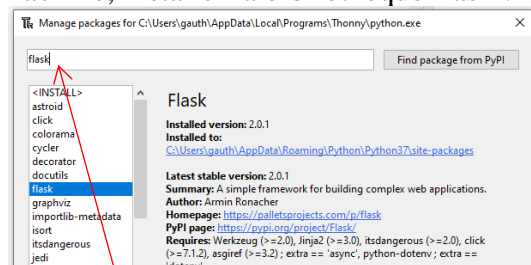 Manage packages for C:\Users\gauth\AppData\Local\Programs\Thonny\python.exe
flask
Find package from PyPI
<INSTALL>
astroid
click
colorama
cycler
decorator
docutils
flask
graphviz
importlib-metadata
isort
itsdangerous
jedi
Flask
Installed version: 2.0.1
Installed to:
C:\Users\gauth\AppData\Roaming\Python\Python37\site-packages
Latest stable version: 2.0.1
Summary: A simple framework for building complex web applications.
Author: Armin Ronacher
Homepage: https://palletsprojects.com/p/flask
PyPI page: https://pypi.org/project/Flask/
Requires: Werkzeug (>=2.0), Jinja2 (>=3.0), itsdangerous (>=2.0), click
(>=7.1.2), asgiref (>=3.2) ; extra == 'async', python-dotenv ; extra ==